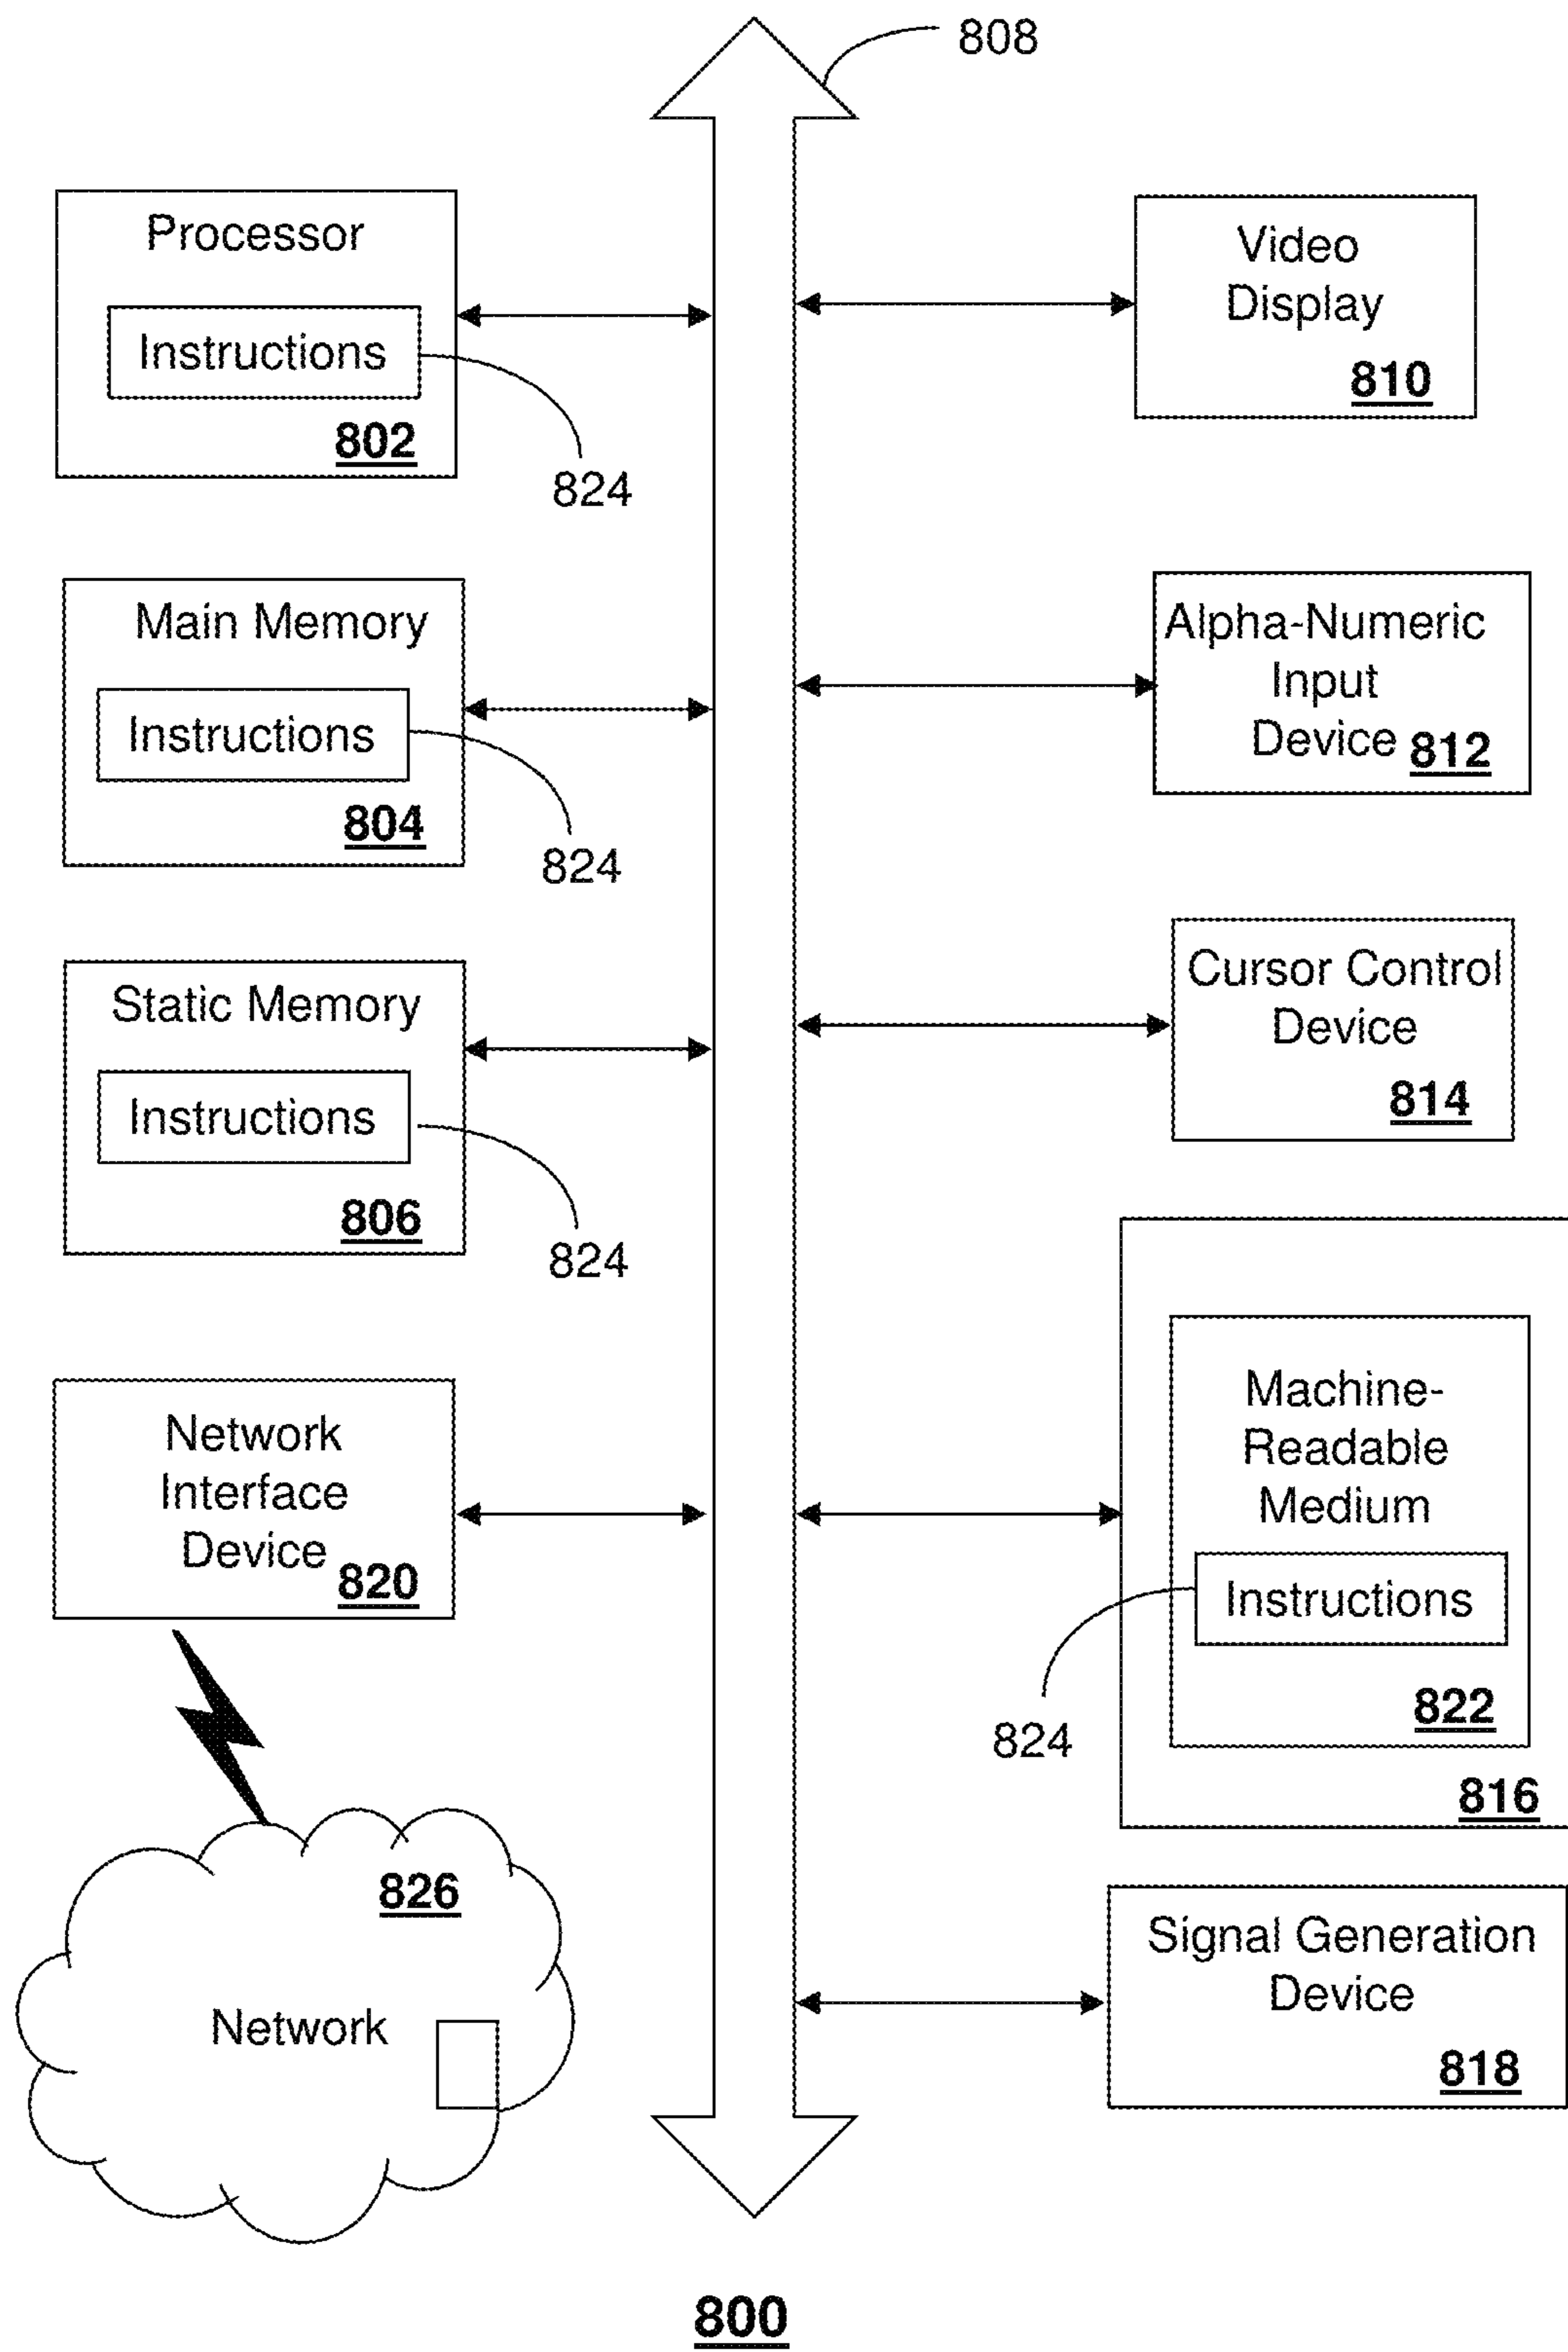 808
Processor
Instructions
802
824
Video
Display
810
Main Memory
Instructions
804
824
Alpha-Numeric
Input
Device 812
Static Memory
Instructions
806
824
Cursor Control
Device
814
Network
Interface
Device 820
Machine-
Readable
Medium
Instructions
822
824
816
826
Network
Signal Generation
Device
818
800